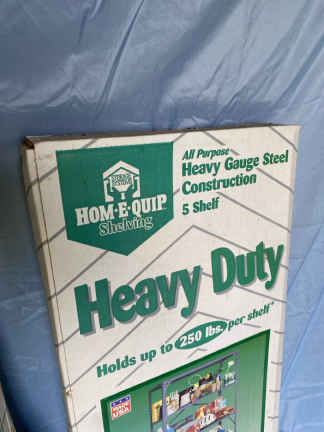 HOM-E-QUIP
Shelving
All Purpose
Heavy Gauge Steel
Construction
5 Shelf
Heavy Duty
Holds up to 250 lbs. per shelf*
USA